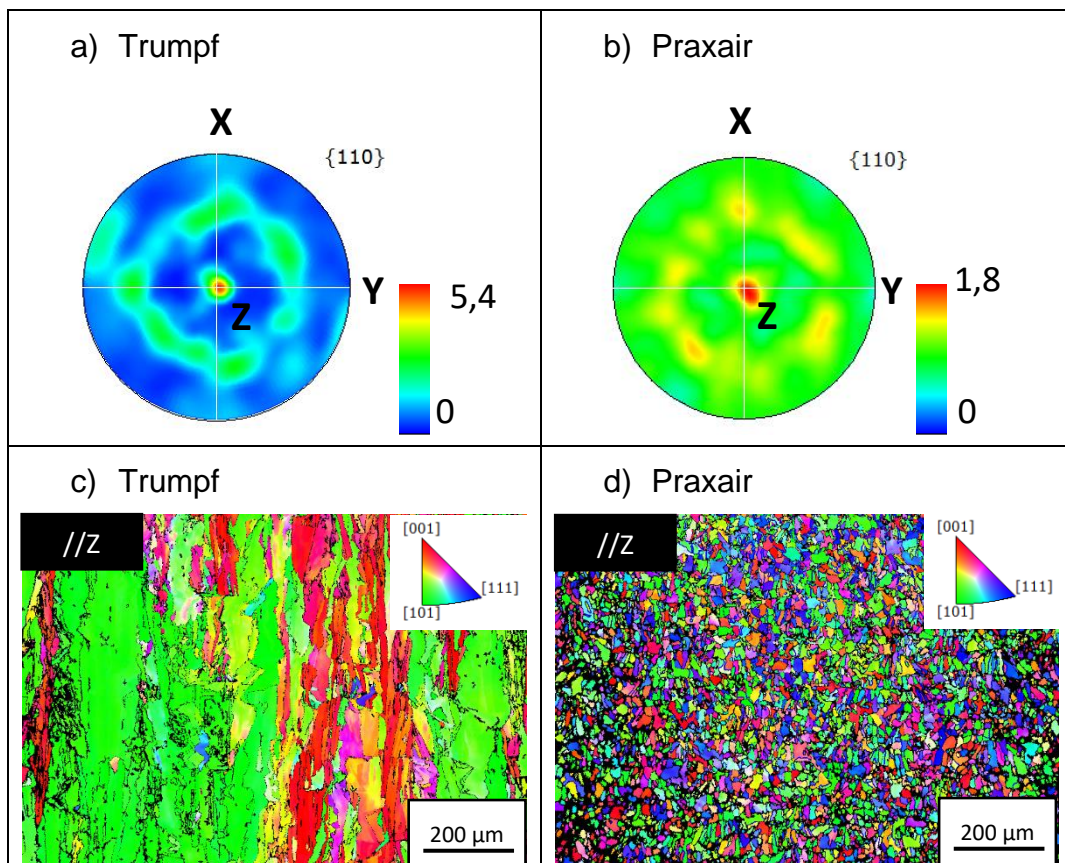 a) Trumpf
X
{110}
Y
Z
5,4
0
b) Praxair
X
{110}
Y
Z
1,8
0
c) Trumpf
//Z
[001]
[111]
[101]
200 µm
d) Praxair
//Z
[001]
[111]
[101]
200 µm